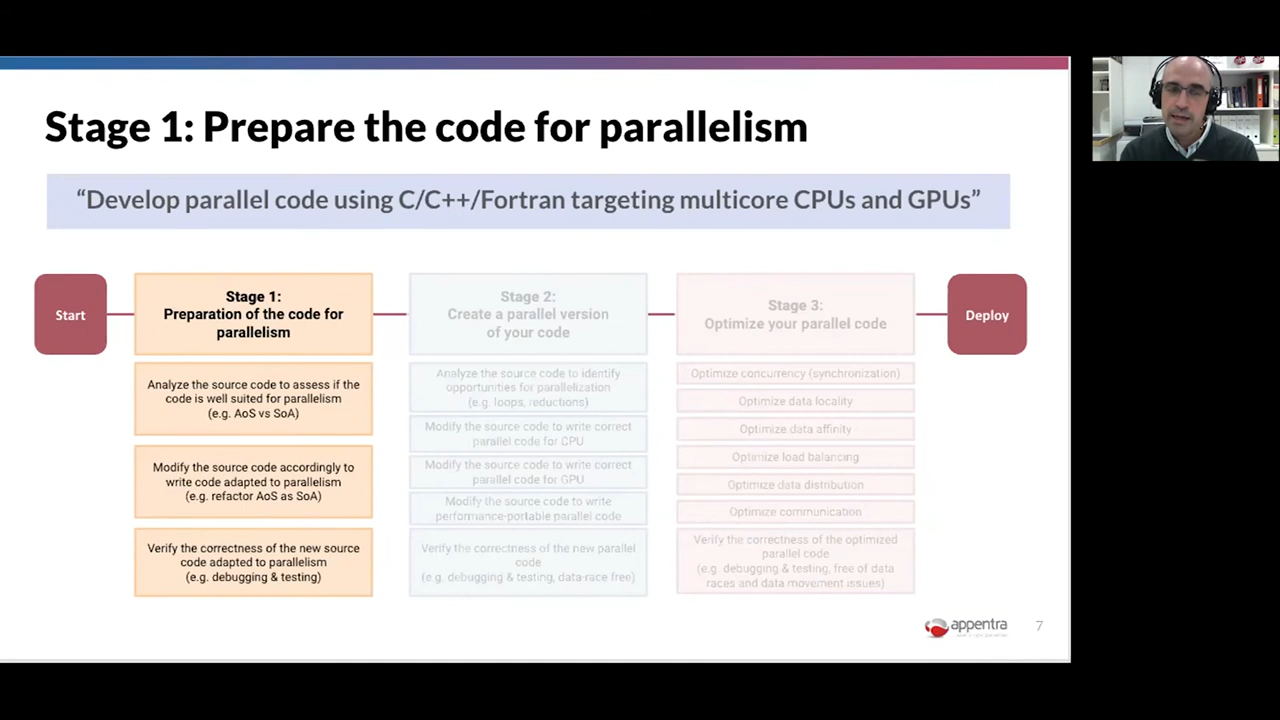 Stage 1: Prepare the code for parallelism
“Develop parallel code using C/C++/Fortran targeting multicore CPUs and GPUs”
Start
Stage 1:
Preparation of the code for
parallelism
Analyze the source code to assess if the
code is well suited for parallelism
(e.g. AoS vs SoA)
Modify the source code accordingly to
write code adapted to parallelism
(e.g. refactor AoS as SoA)
Verify the correctness of the new source
code adapted to parallelism
(e.g. debugging & testing)
Stage 2:
Create a parallel version
of your code
Analyze the source code to identify
opportunities for parallelization
(e.g. loops, reductions)
Modify the source code to write correct
parallel code for CPU
Modify the source code to write correct
parallel code for GPU
Modify the source code to write
performance-portable parallel code
Verify the correctness of the new parallel
code
(e.g. debugging & testing, data-race free)
Stage 3:
Optimize your parallel code
Optimize concurrency (synchronization)
Optimize data locality
Optimize data affinity
Optimize load balancing
Optimize data distribution
Optimize communication
Verify the correctness of the optimized
parallel code
(e.g. debugging & testing, free of data
races and data movement issues)
Deploy
appentra
7